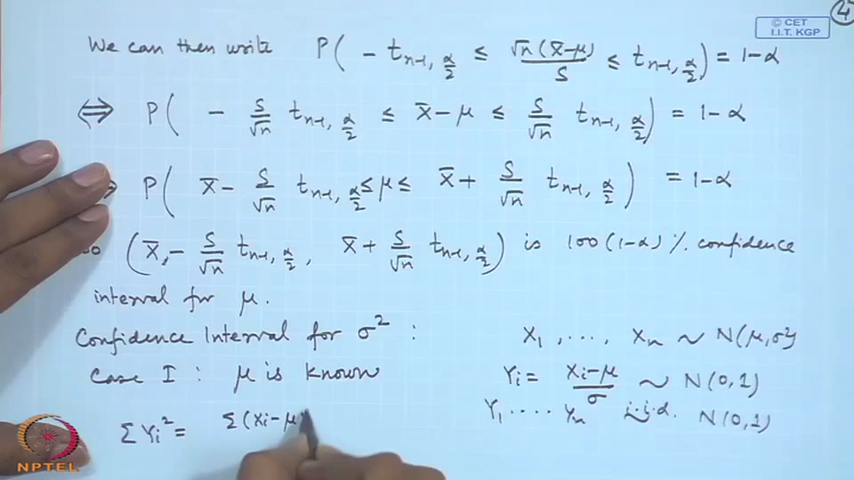 4
© CET
I.I.T. KGP
We can then write P( - t_{n-1, α/2} ≤ √n(X̄-μ)/S ≤ t_{n-1, α/2} ) = 1-α
⟺ P( - S/√n t_{n-1, α/2} ≤ X̄-μ ≤ S/√n t_{n-1, α/2} ) = 1-α
P( X̄ - S/√n t_{n-1, α/2} ≤ μ ≤ X̄ + S/√n t_{n-1, α/2} ) = 1-α
(X̄, - S/√n t_{n-1, α/2}, X̄ + S/√n t_{n-1, α/2}) is 100(1-α)% confidence
interval for μ.
Confidence Interval for σ² : X₁, ..., Xₙ ~ N(μ, σ²)
Case I : μ is known Yᵢ = (Xᵢ-μ)/σ ~ N(0,1)
Y₁ .... Yₙ i.i.d. ~ N(0,1)
ΣYᵢ² = Σ(Xᵢ-μ
NPTEL